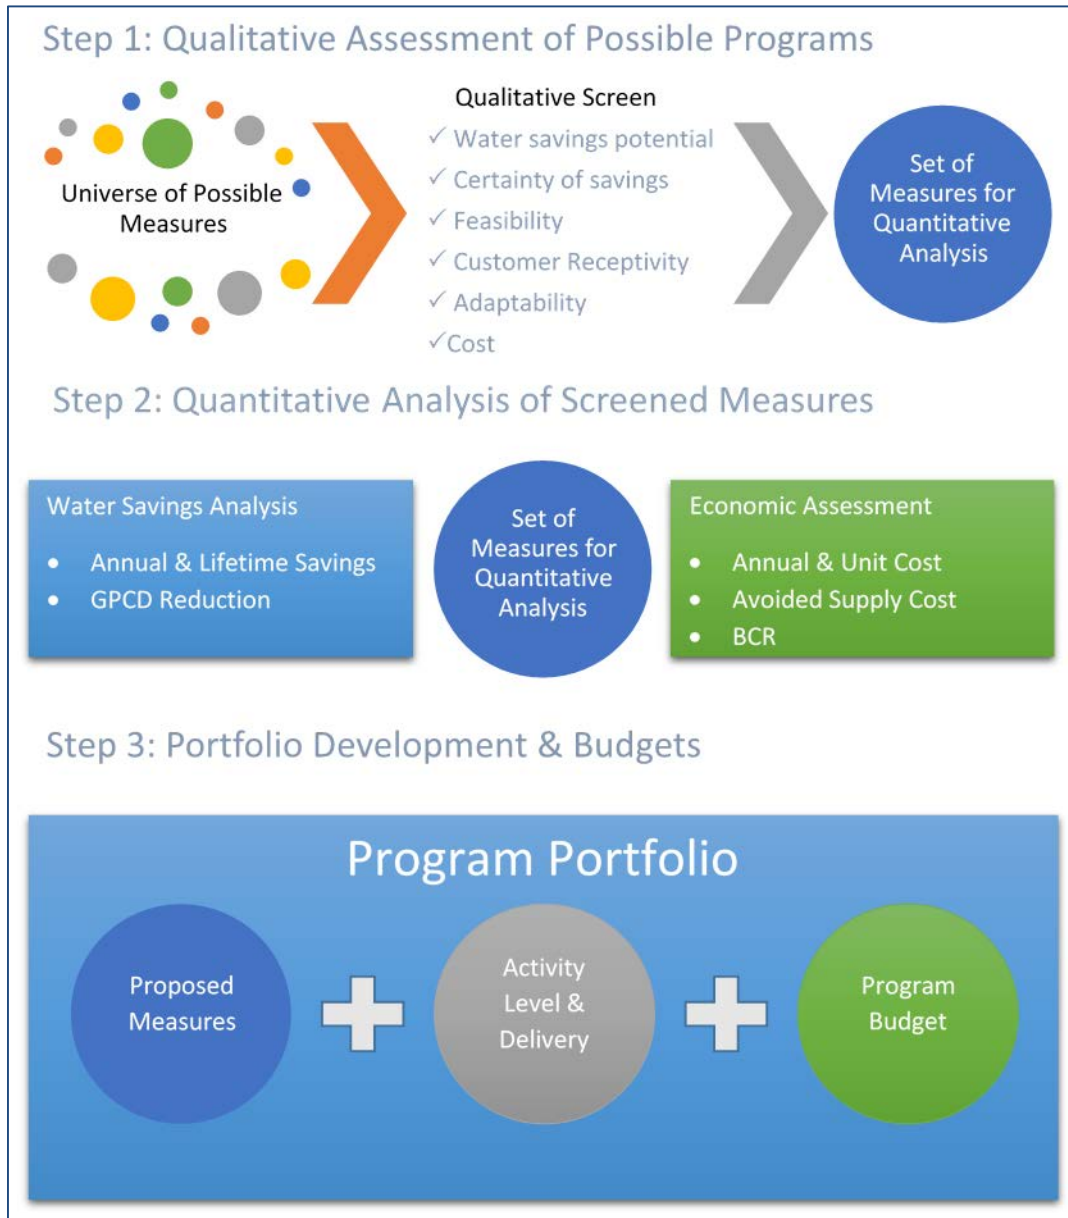 Step 1: Qualitative Assessment of Possible Programs
Universe of Possible
Measures
Qualitative Screen
✓ Water savings potential
✓ Certainty of savings
✓ Feasibility
✓ Customer Receptivity
✓ Adaptability
✓Cost
Set of
Measures for
Quantitative
Analysis
Step 2: Quantitative Analysis of Screened Measures
Water Savings Analysis
• Annual & Lifetime Savings
• GPCD Reduction
Set of
Measures for
Quantitative
Analysis
Economic Assessment
• Annual & Unit Cost
• Avoided Supply Cost
• BCR
Step 3: Portfolio Development & Budgets
Program Portfolio
Proposed
Measures
Activity
Level &
Delivery
Program
Budget